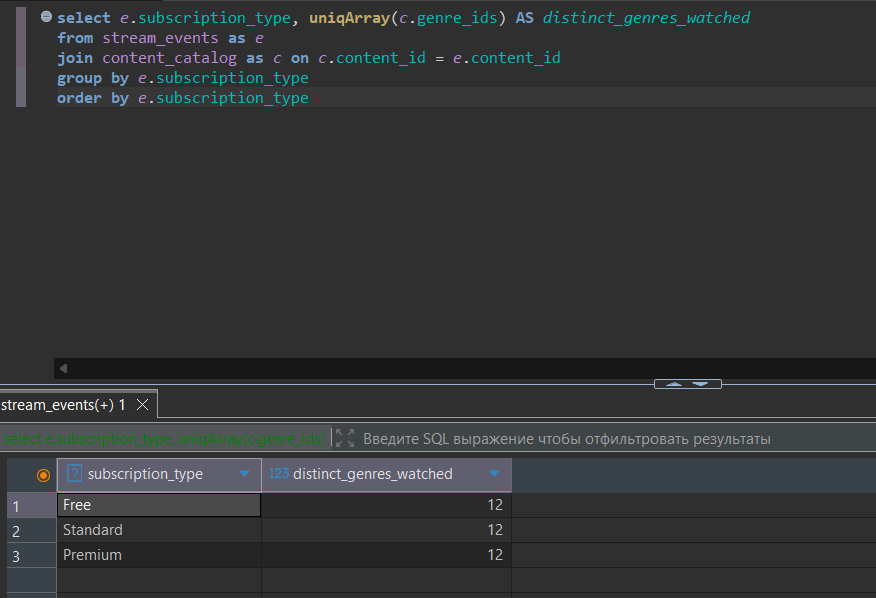 select e.subscription_type, uniqArray(c.genre_ids) AS distinct_genres_watched
from stream_events as e
join content_catalog as c on c.content_id = e.content_id
group by e.subscription_type
order by e.subscription_type
stream_events(+) 1
select e.subscription_type, uniqArray(c.genre_ids) Введите SQL выражение чтобы отфильтровать результаты
subscription_type 123 distinct_genres_watched
1 Free 12
2 Standard 12
3 Premium 12